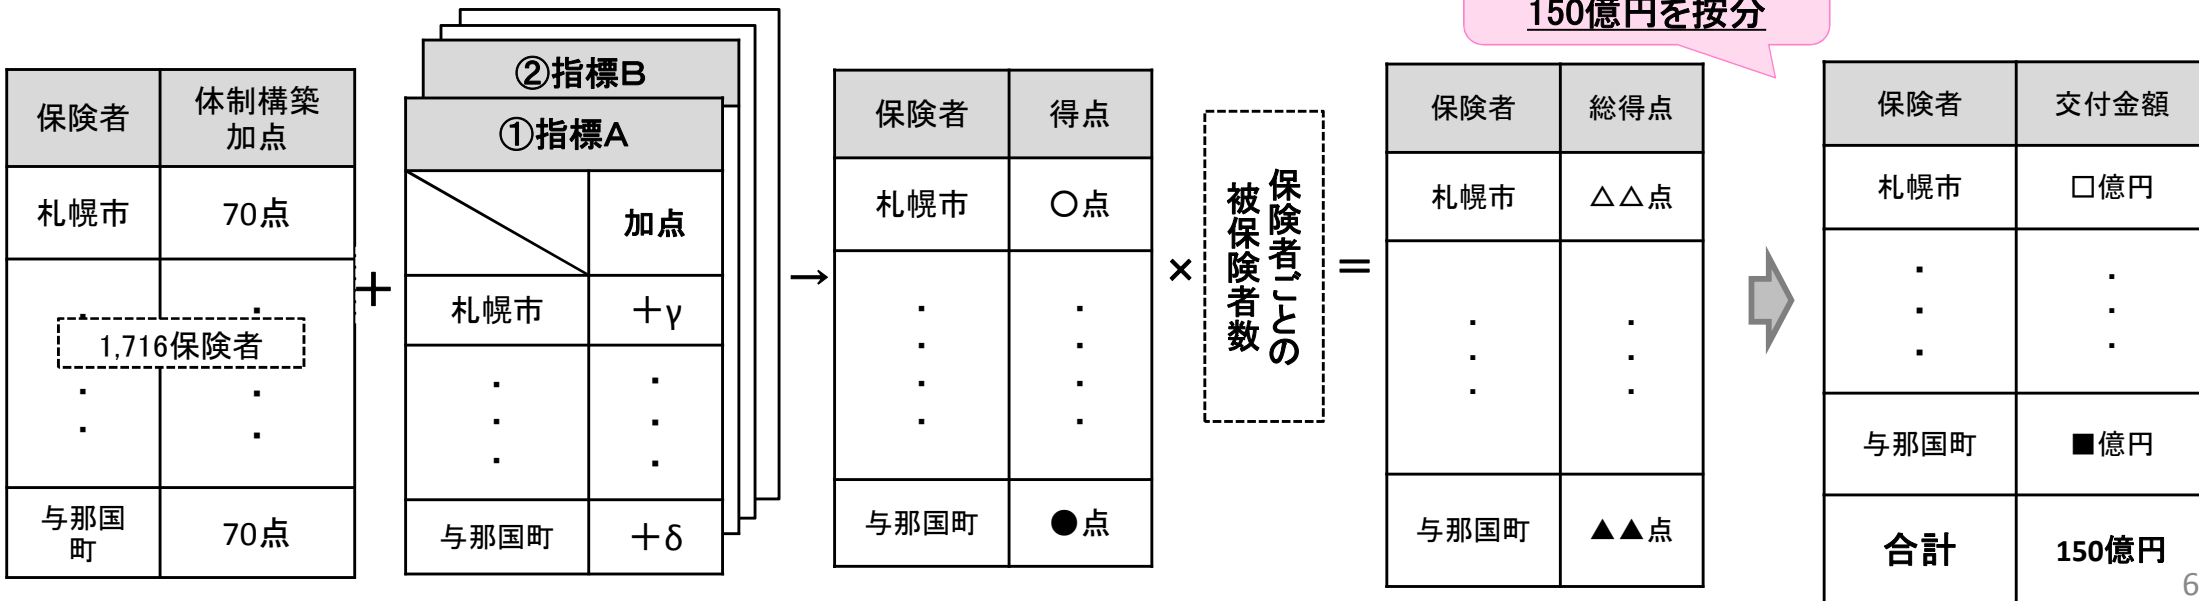 150億円を按分
保険者 体制構築
加点
札幌市 70点
1,716保険者
与那国
町 70点
＋
②指標B
①指標A
加点
札幌市 ＋γ
与那国町 ＋δ
→
保険者 得点
札幌市 〇点
与那国町 ●点
×
保険者ごとの
被保険者数
＝
保険者 総得点
札幌市 △△点
与那国町 ▲▲点
保険者 交付金額
札幌市 □億円
与那国町 ■億円
合計 150億円
6